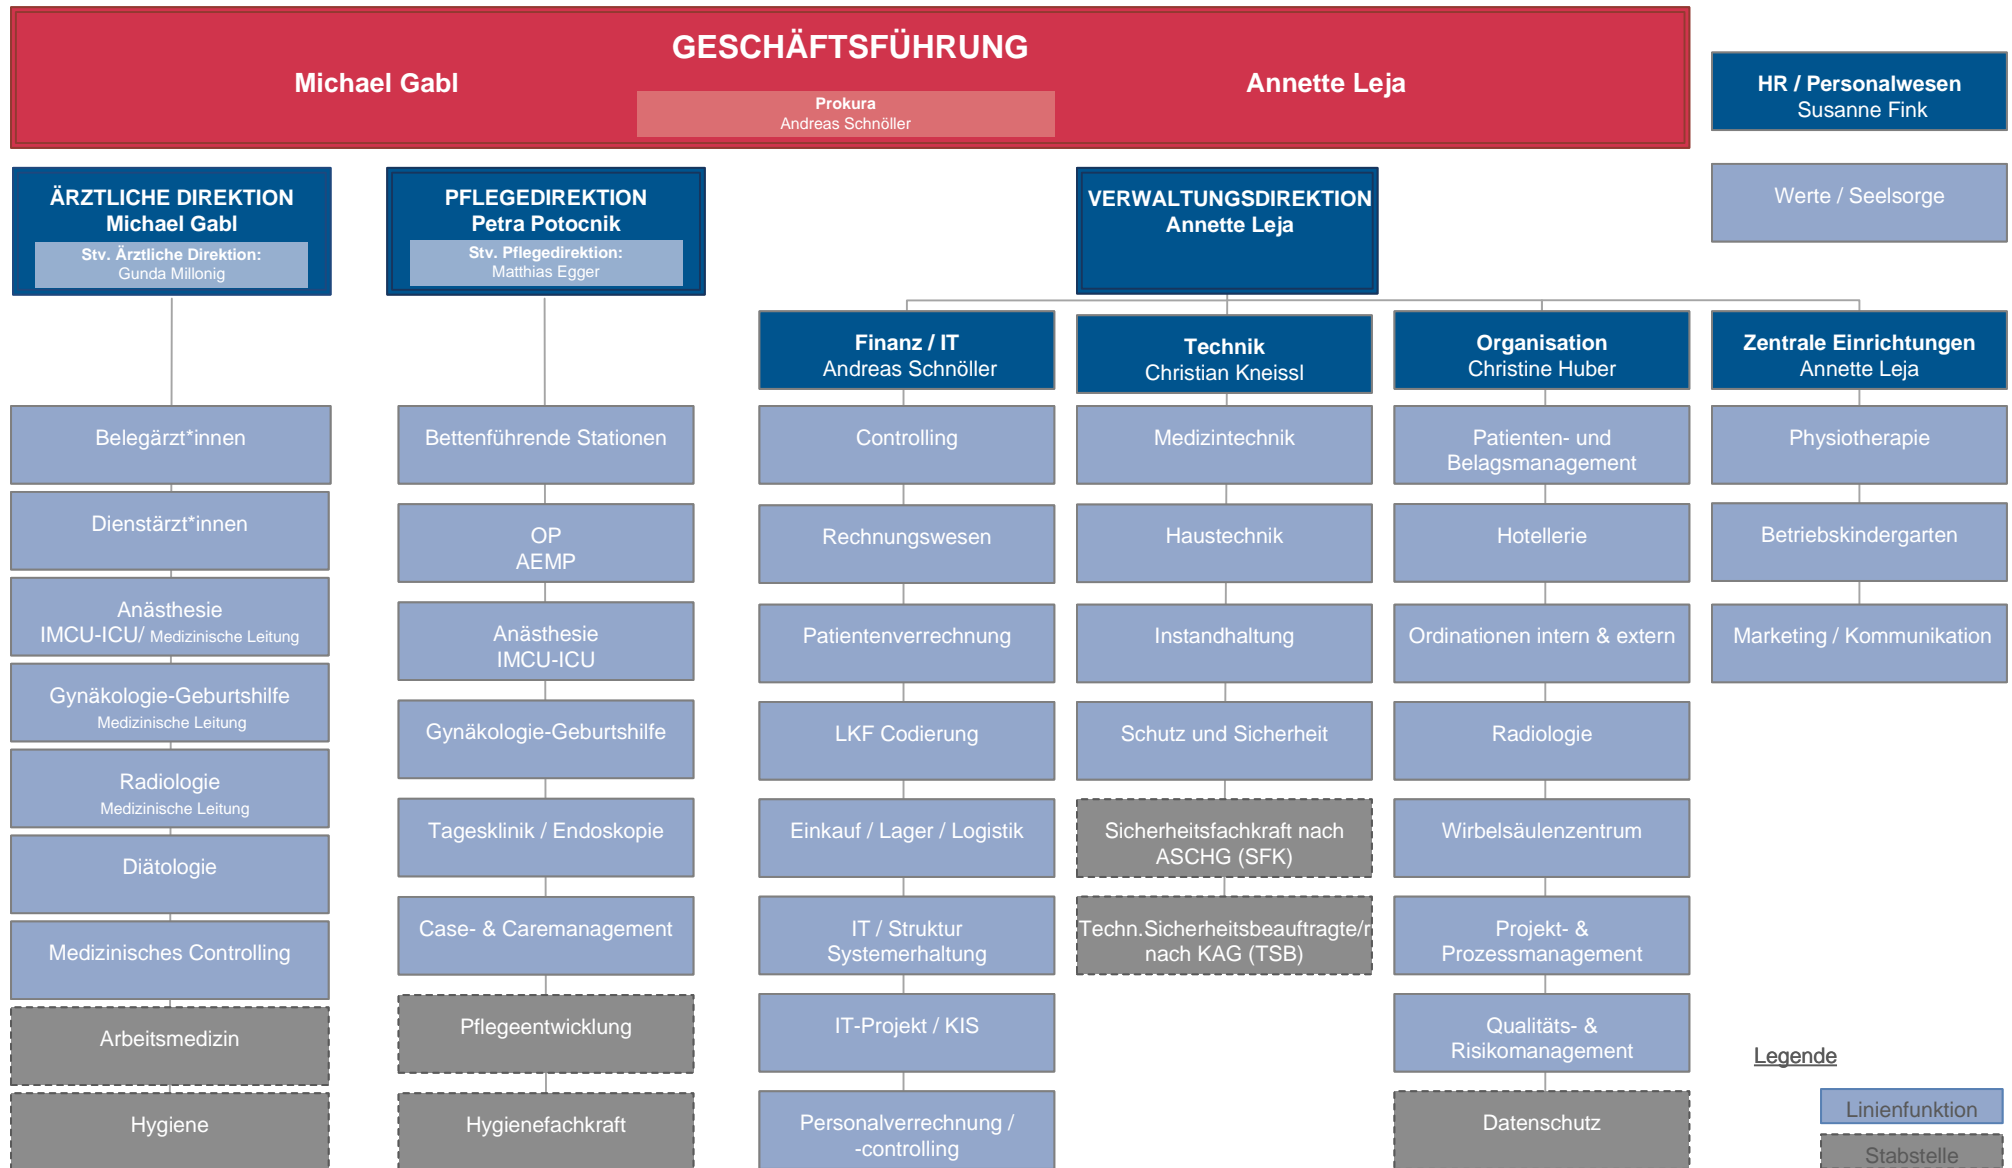 GESCHÄFTSFÜHRUNG
Michael Gabl
Annette Leja
Prokura
Andreas Schnöller
HR / Personalwesen
Susanne Fink
Werte / Seelsorge
ÄRZTLICHE DIREKTION
Michael Gabl
Stv. Ärztliche Direktion:
Gunda Millonig
Belegärzt*innen
Dienstärzt*innen
Anästhesie
IMCU-ICU/ Medizinische Leitung
Gynäkologie-Geburtshilfe
Medizinische Leitung
Radiologie
Medizinische Leitung
Diätologie
Medizinisches Controlling
Arbeitsmedizin
Hygiene
PFLEGEDIREKTION
Petra Potocnik
Stv. Pflegedirektion:
Matthias Egger
Bettenführende Stationen
OP
AEMP
Anästhesie
IMCU-ICU
Gynäkologie-Geburtshilfe
Tagesklinik / Endoskopie
Case- & Caremanagement
Pflegeentwicklung
Hygienefachkraft
VERWALTUNGSDIREKTION
Annette Leja
Finanz / IT
Andreas Schnöller
Controlling
Rechnungswesen
Patientenverrechnung
LKF Codierung
Einkauf / Lager / Logistik
IT / Struktur
Systemerhaltung
IT-Projekt / KIS
Personalverrechnung /
-controlling
Technik
Christian Kneissl
Medizintechnik
Haustechnik
Instandhaltung
Schutz und Sicherheit
Sicherheitsfachkraft nach
ASCHG (SFK)
Techn.Sicherheitsbeauftragte/r
nach KAG (TSB)
Organisation
Christine Huber
Patienten- und
Belagsmanagement
Hotellerie
Ordinationen intern & extern
Radiologie
Wirbelsäulenzentrum
Projekt- &
Prozessmanagement
Qualitäts- &
Risikomanagement
Datenschutz
Zentrale Einrichtungen
Annette Leja
Physiotherapie
Betriebskindergarten
Marketing / Kommunikation
Legende
Linienfunktion
Stabstelle